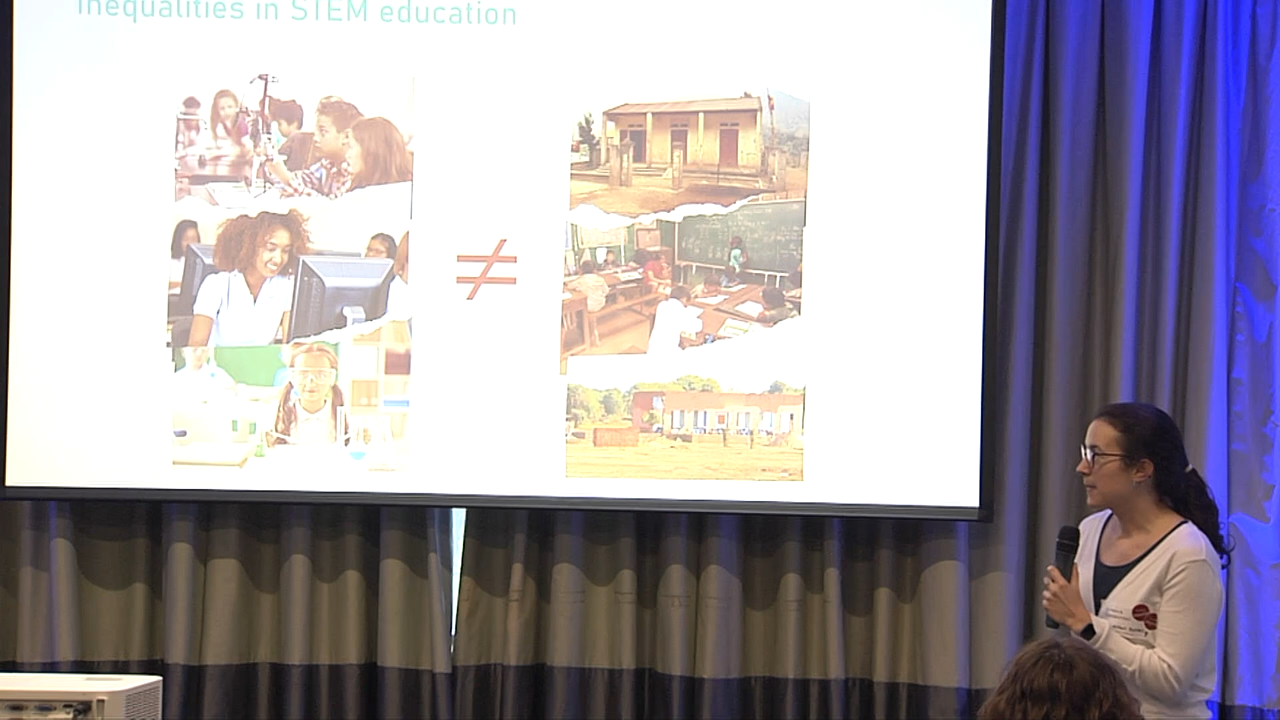 Inequalities in STEM education
≠